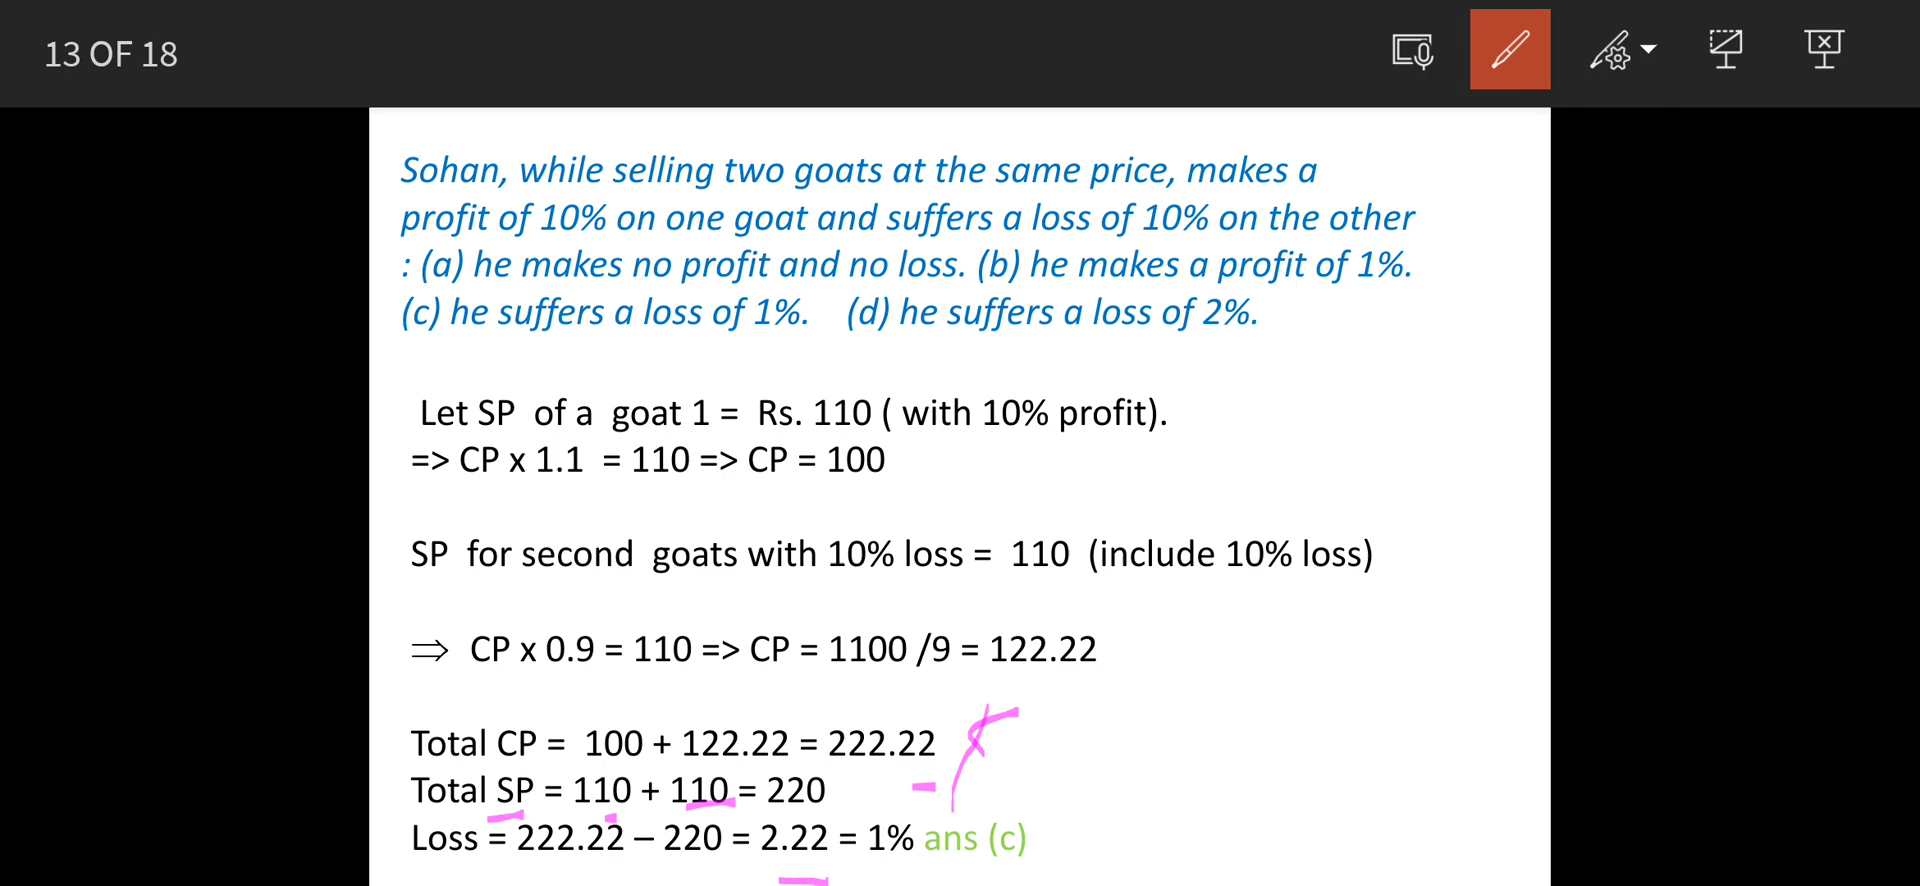 13 OF 18
Sohan, while selling two goats at the same price, makes a
profit of 10% on one goat and suffers a loss of 10% on the other
: (a) he makes no profit and no loss. (b) he makes a profit of 1%.
(c) he suffers a loss of 1%. (d) he suffers a loss of 2%.
Let SP of a goat 1 = Rs. 110 ( with 10% profit).
=> CP x 1.1 = 110 => CP = 100
SP for second goats with 10% loss = 110 (include 10% loss)
⇒ CP x 0.9 = 110 => CP = 1100 /9 = 122.22
Total CP = 100 + 122.22 = 222.22
Total SP = 110 + 110 = 220
Loss = 222.22 – 220 = 2.22 = 1% ans (c)